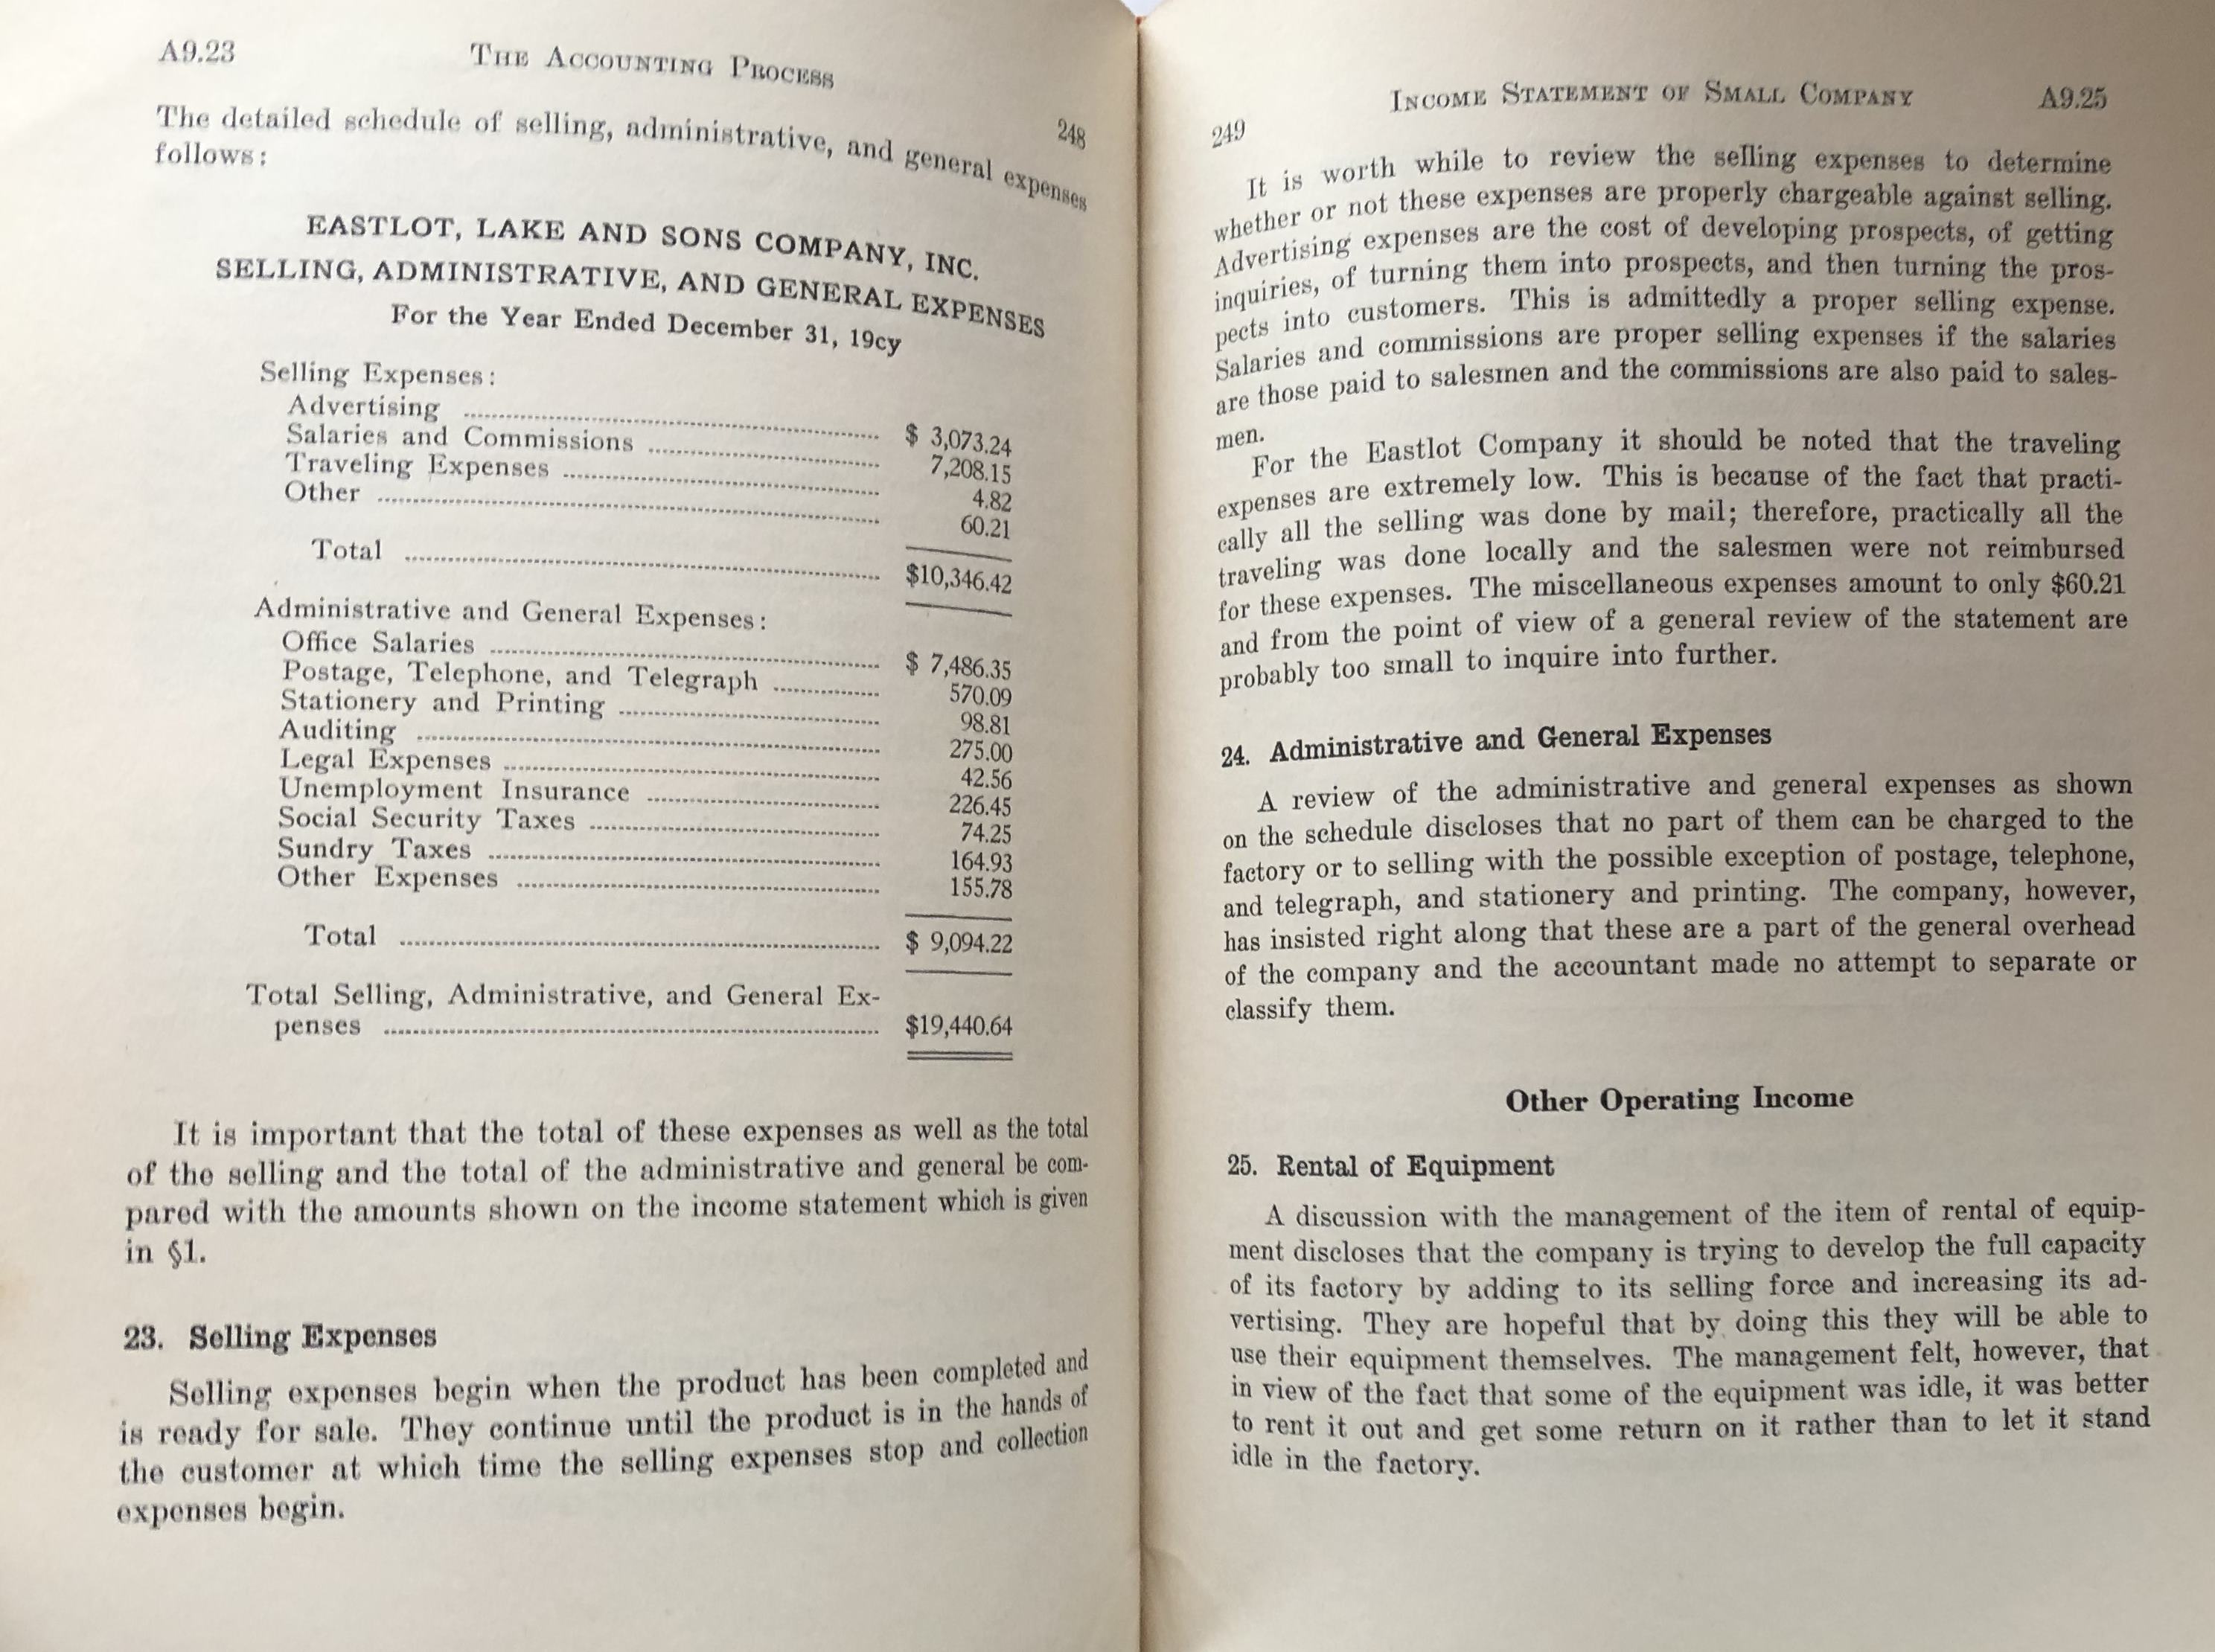 A9.23 THE ACCOUNTING PROCESS 248
The detailed schedule of selling, administrative, and general expenses
follows:
EASTLOT, LAKE AND SONS COMPANY, INC.
SELLING, ADMINISTRATIVE, AND GENERAL EXPENSES
For the Year Ended December 31, 19cy
Selling Expenses:
Advertising ........ $ 3,073.24
Salaries and Commissions ........ 7,208.15
Traveling Expenses ........ 4.82
Other ........ 60.21
Total ........ $10,346.42
Administrative and General Expenses:
Office Salaries ........ $ 7,486.35
Postage, Telephone, and Telegraph ........ 570.09
Stationery and Printing ........ 98.81
Auditing ........ 275.00
Legal Expenses ........ 42.56
Unemployment Insurance ........ 226.45
Social Security Taxes ........ 74.25
Sundry Taxes ........ 164.93
Other Expenses ........ 155.78
Total ........ $ 9,094.22
Total Selling, Administrative, and General Ex-
penses ........ $19,440.64
It is important that the total of these expenses as well as the total
of the selling and the total of the administrative and general be com-
pared with the amounts shown on the income statement which is given
in §1.
23. Selling Expenses
Selling expenses begin when the product has been completed and
is ready for sale. They continue until the product is in the hands of
the customer at which time the selling expenses stop and collection
expenses begin.
249 INCOME STATEMENT OF SMALL COMPANY A9.25
It is worth while to review the selling expenses to determine
whether or not these expenses are properly chargeable against selling.
Advertising expenses are the cost of developing prospects, of getting
inquiries, of turning them into prospects, and then turning the pros-
pects into customers. This is admittedly a proper selling expense.
Salaries and commissions are proper selling expenses if the salaries
are those paid to salesmen and the commissions are also paid to sales-
men.
For the Eastlot Company it should be noted that the traveling
expenses are extremely low. This is because of the fact that practi-
cally all the selling was done by mail; therefore, practically all the
traveling was done locally and the salesmen were not reimbursed
for these expenses. The miscellaneous expenses amount to only $60.21
and from the point of view of a general review of the statement are
probably too small to inquire into further.
24. Administrative and General Expenses
A review of the administrative and general expenses as shown
on the schedule discloses that no part of them can be charged to the
factory or to selling with the possible exception of postage, telephone,
and telegraph, and stationery and printing. The company, however,
has insisted right along that these are a part of the general overhead
of the company and the accountant made no attempt to separate or
classify them.
Other Operating Income
25. Rental of Equipment
A discussion with the management of the item of rental of equip-
ment discloses that the company is trying to develop the full capacity
of its factory by adding to its selling force and increasing its ad-
vertising. They are hopeful that by doing this they will be able to
use their equipment themselves. The management felt, however, that
in view of the fact that some of the equipment was idle, it was better
to rent it out and get some return on it rather than to let it stand
idle in the factory.